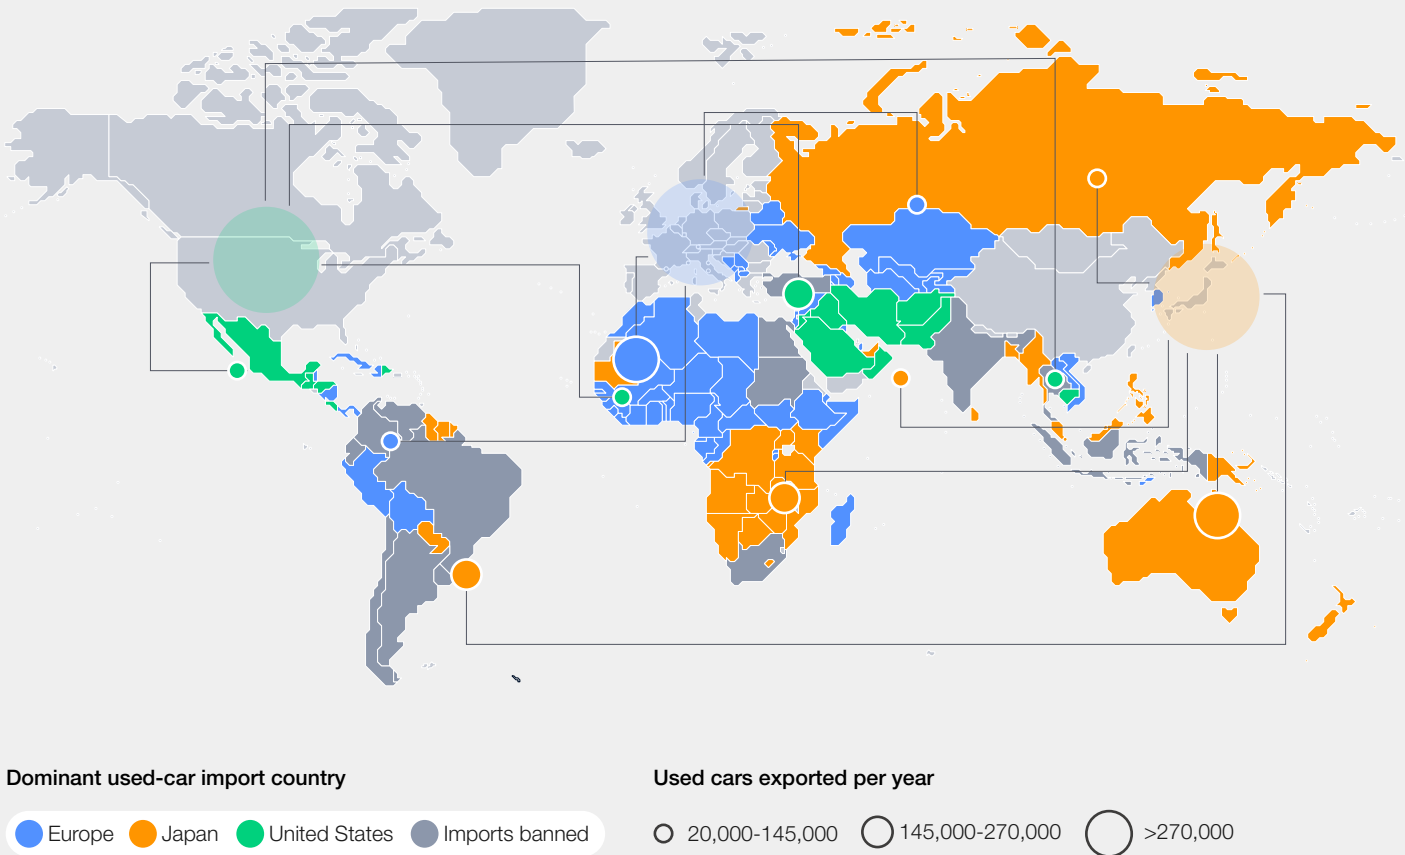 Dominant used-car import country
Europe
Japan
United States
Imports banned
Used cars exported per year
20,000-145,000
145,000-270,000
>270,000